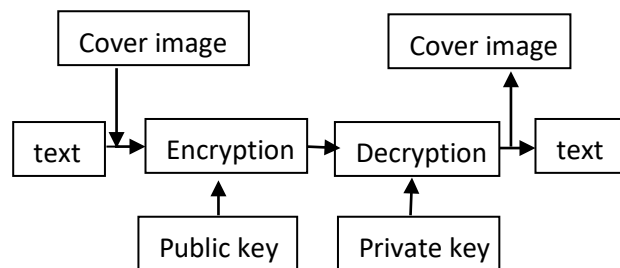 Cover image
Cover image
text
Encryption
Decryption
text
Public key
Private key